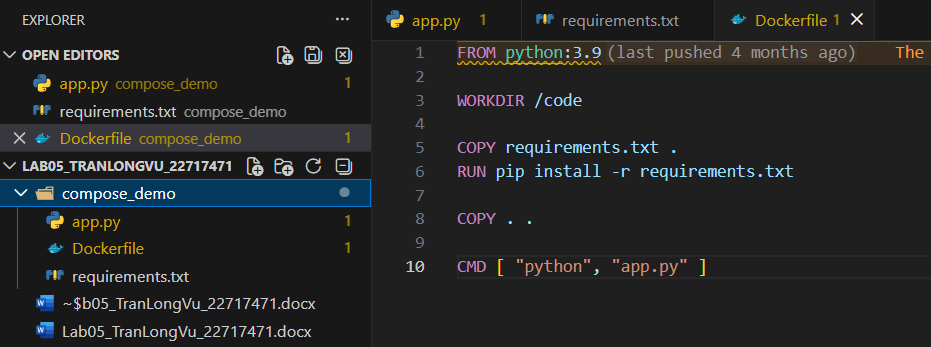 EXPLORER
OPEN EDITORS
app.py compose_demo 1
requirements.txt compose_demo
Dockerfile compose_demo 1
LAB05_TRANLONGVU_22717471
compose_demo
app.py 1
Dockerfile 1
requirements.txt
~$b05_TranLongVu_22717471.docx
Lab05_TranLongVu_22717471.docx
app.py 1 requirements.txt Dockerfile 1
1 FROM python:3.9 (last pushed 4 months ago) The
2
3 WORKDIR /code
4
5 COPY requirements.txt .
6 RUN pip install -r requirements.txt
7
8 COPY . .
9
10 CMD [ "python", "app.py" ]